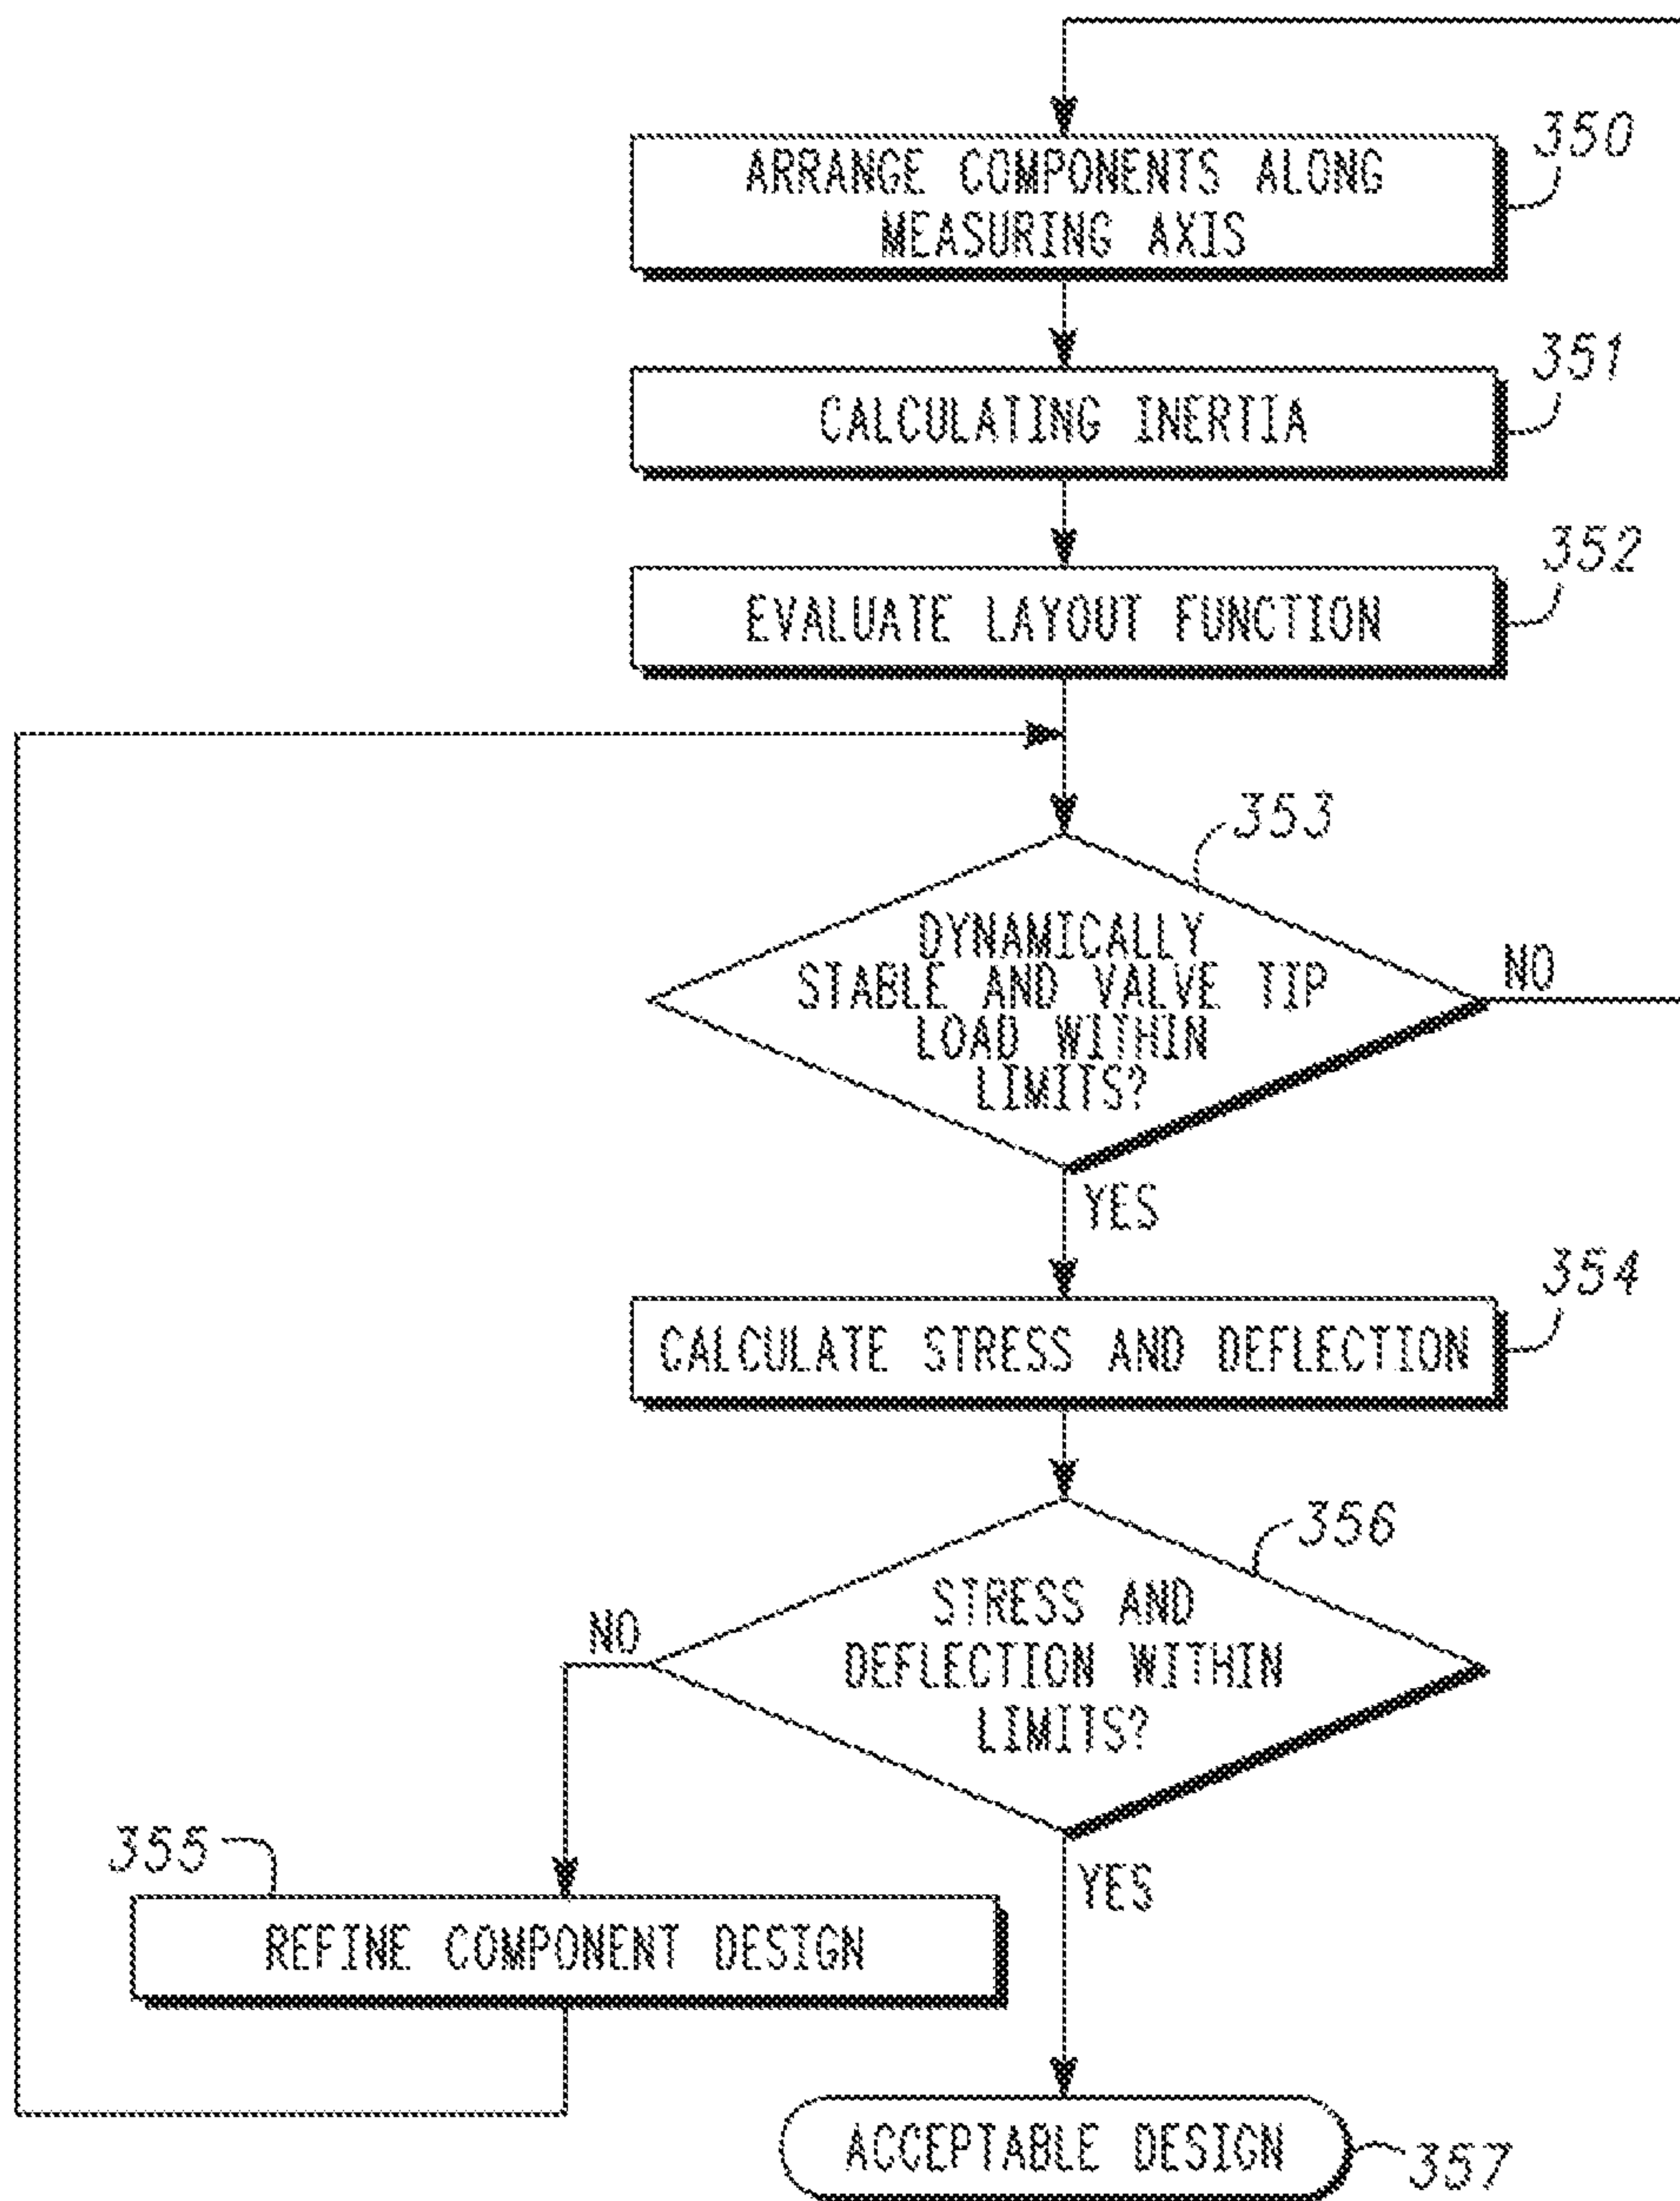 350
ARRANGE COMPONENTS ALONG
MEASURING AXIS
351
CALCULATING INERTIA
352
EVALUATE LAYOUT FUNCTION
353
DYNAMICALLY
STABLE AND VALVE TIP
LOAD WITHIN
LIMITS?
NO
YES
354
CALCULATE STRESS AND DEFLECTION
356
STRESS AND
DEFLECTION WITHIN
LIMITS?
NO
355
YES
REFINE COMPONENT DESIGN
ACCEPTABLE DESIGN
357